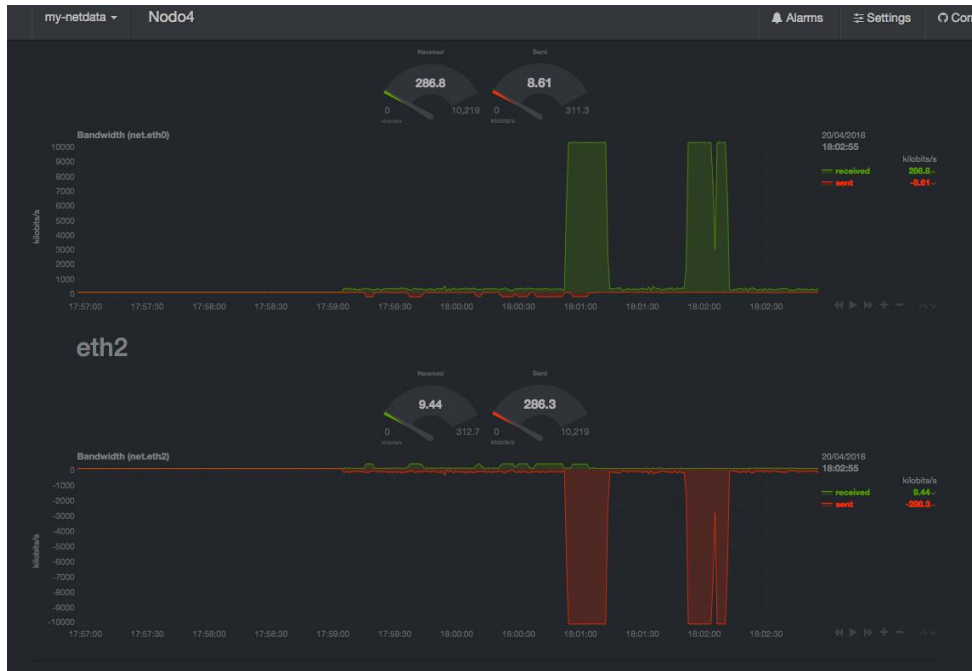 my-netdata Nodo4 Alarms Settings Con
Received Sent
286.8 8.61
0 10,219 0 311.3
kilobits/s kilobits/s
Bandwidth (net.eth0) 20/04/2016
18:02:55
kilobits/s
received 286.8
sent -8.61
kilobits/s
10000
9000
8000
7000
6000
5000
4000
3000
2000
1000
0
17:57:00 17:57:30 17:58:00 17:58:30 17:59:00 17:59:30 18:00:00 18:00:30 18:01:00 18:01:30 18:02:00 18:02:30
eth2
Received Sent
9.44 286.3
0 312.7 0 10,219
kilobits/s kilobits/s
Bandwidth (net.eth2) 20/04/2016
18:02:55
kilobits/s
received 9.44
sent -286.3
kilobits/s
0
-1000
-2000
-3000
-4000
-5000
-6000
-7000
-8000
-9000
-10000
17:57:00 17:57:30 17:58:00 17:58:30 17:59:00 17:59:30 18:00:00 18:00:30 18:01:00 18:01:30 18:02:00 18:02:30